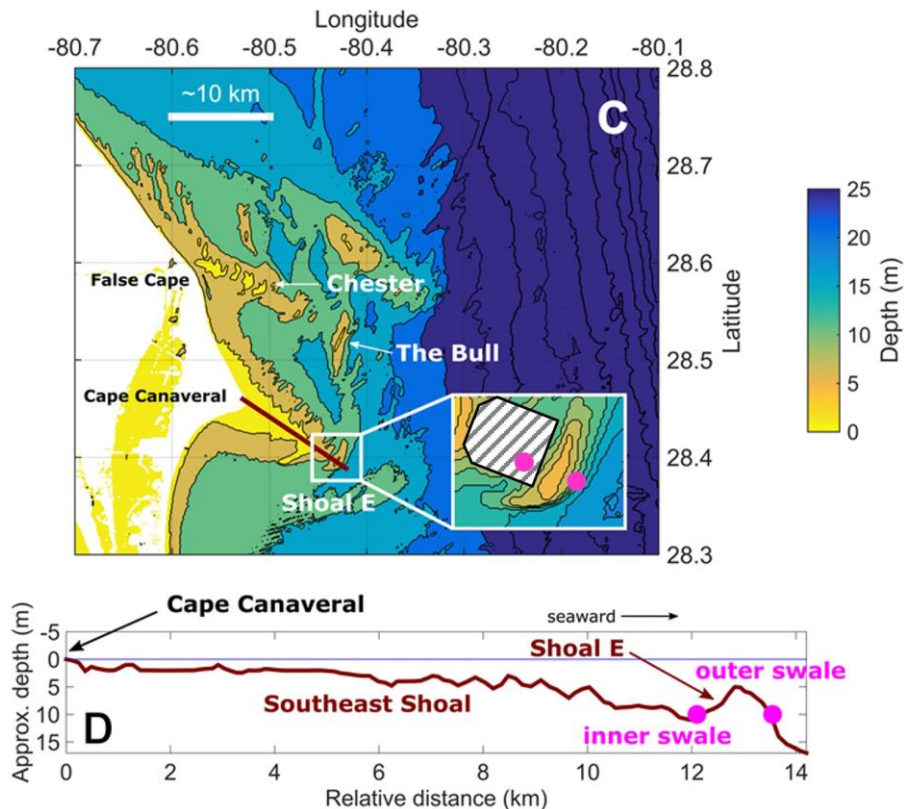 Longitude
-80.7 -80.6 -80.5 -80.4 -80.3 -80.2 -80.1
28.8
~10 km
C
28.7
25
20
False Cape
Chester
28.6
Latitude
15
Depth (m)
The Bull
10
28.5
Cape Canaveral
5
0
28.4
Shoal E
28.3
Cape Canaveral
seaward
-5
Shoal E
0
outer swale
5
Southeast Shoal
10
D
inner swale
15
Approx. depth (m)
0 2 4 6 8 10 12 14
Relative distance (km)